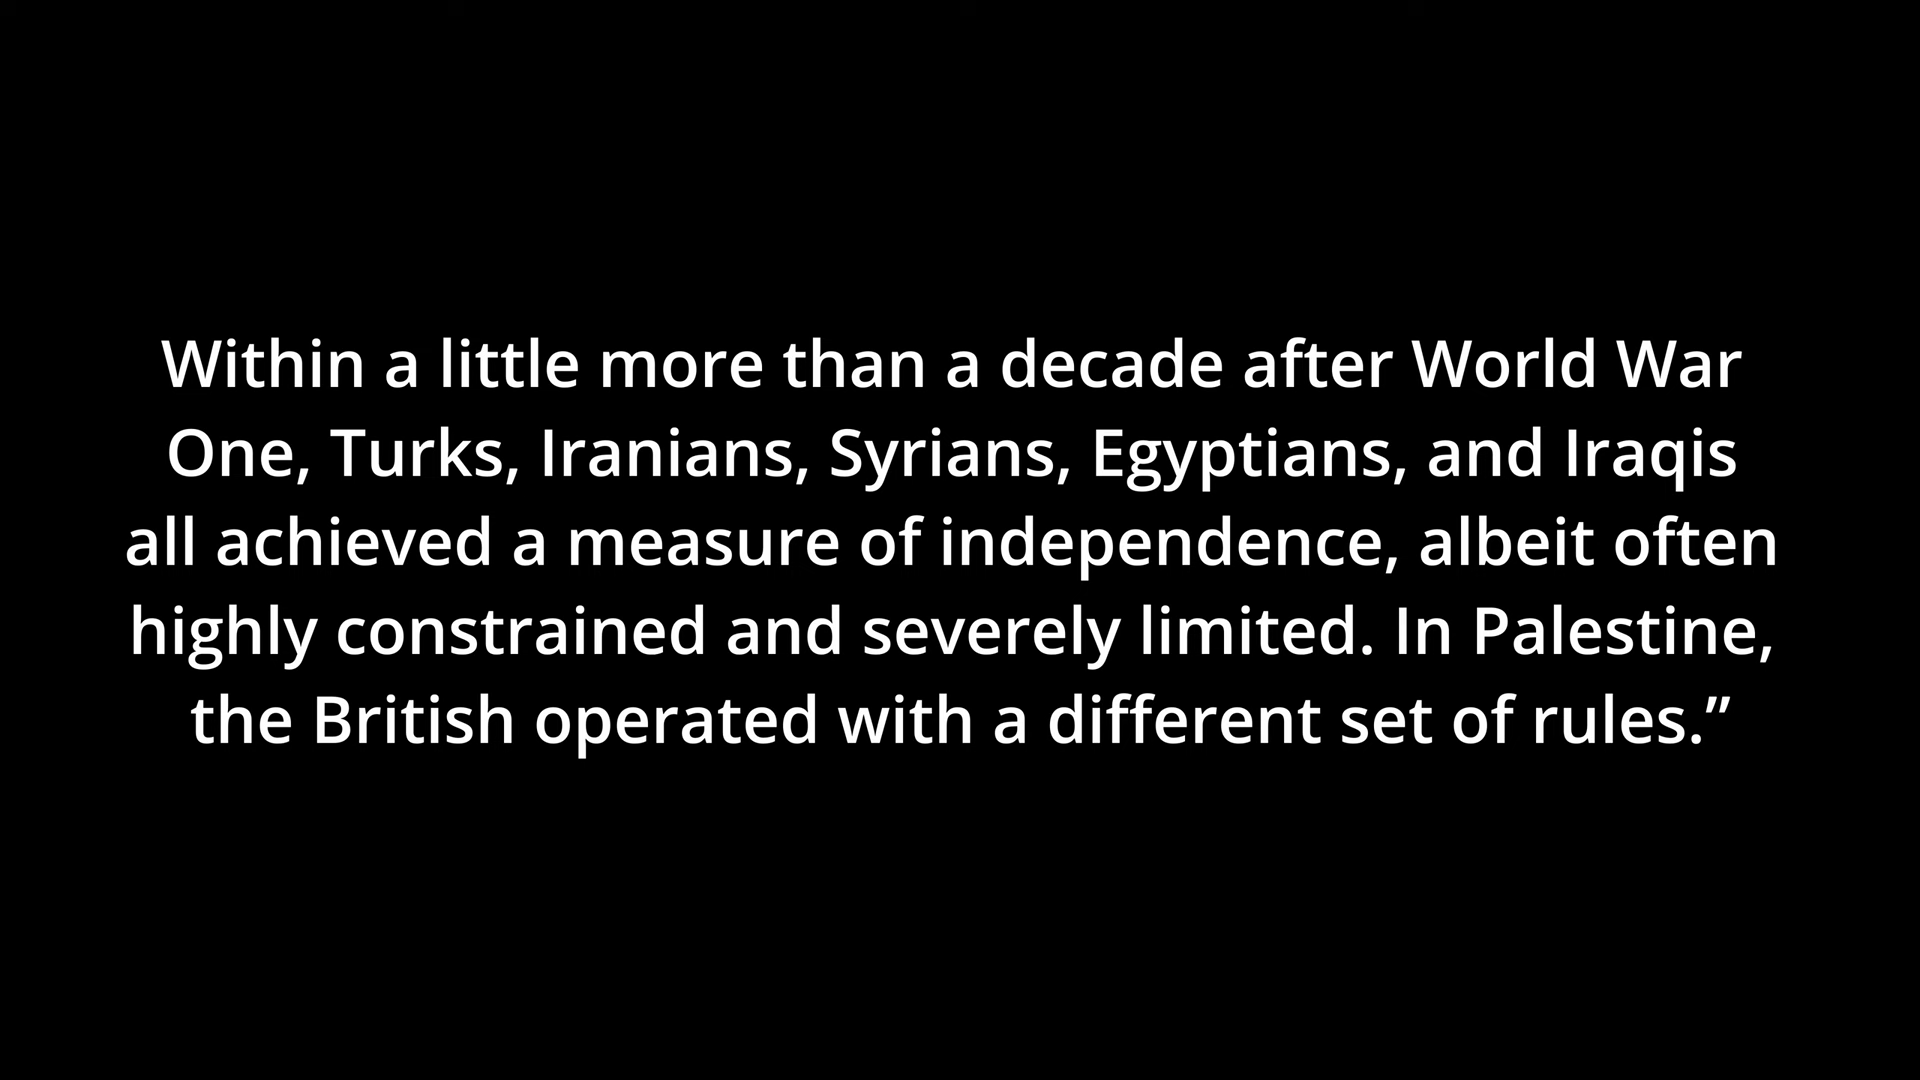 Within a little more than a decade after World War
One, Turks, Iranians, Syrians, Egyptians, and Iraqis
all achieved a measure of independence, albeit often
highly constrained and severely limited. In Palestine,
the British operated with a different set of rules.”